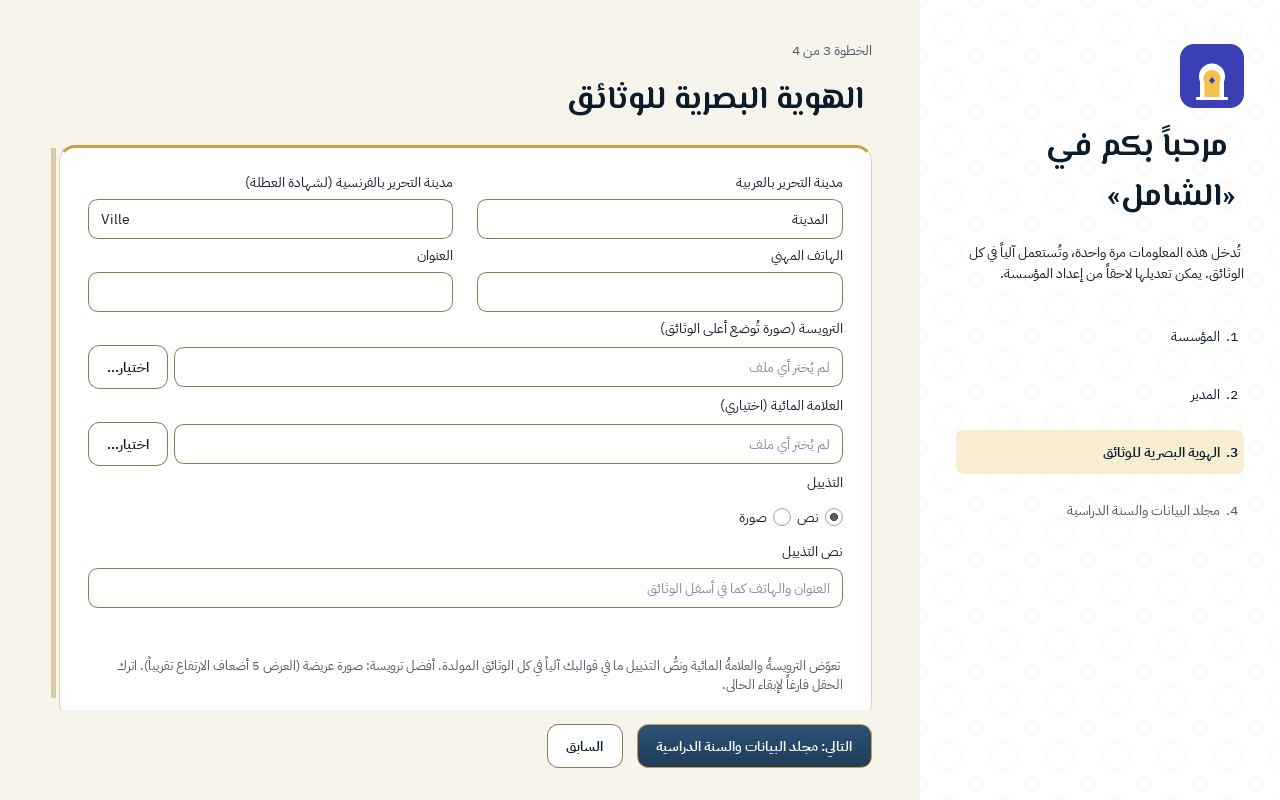 مرحباً بكم في
«الشامل»
تُدخل هذه المعلومات مرة واحدة، وتُستعمل آلياً في كل
الوثائق. يمكن تعديلها لاحقاً من إعداد المؤسسة.
1. المؤسسة
2. المدير
3. الهوية البصرية للوثائق
4. مجلد البيانات والسنة الدراسية
الخطوة 3 من 4
الهوية البصرية للوثائق
مدينة التحرير بالعربية
مدينة التحرير بالفرنسية (لشهادة العطلة)
المدينة
Ville
الهاتف المهني
العنوان
الترويسة (صورة تُوضع أعلى الوثائق)
لم يُختر أي ملف
اختيار...
العلامة المائية (اختياري)
لم يُختر أي ملف
اختيار...
التذييل
نص
صورة
نص التذييل
العنوان والهاتف كما في أسفل الوثائق
تعوّض الترويسةُ والعلامةُ المائية ونصُّ التذييل ما في قوالبك آلياً في كل الوثائق المولدة. أفضل ترويسة: صورة عريضة (العرض 5 أضعاف الارتفاع تقريباً). اترك
الحقل فارغاً لإبقاء الحالي.
التالي: مجلد البيانات والسنة الدراسية
السابق